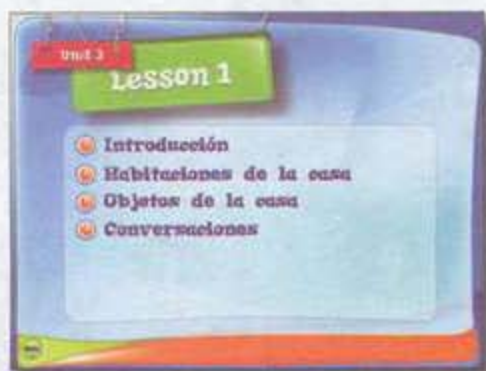 Unit 3
Lesson 1
Introducción
Habitaciones de la casa
Objetos de la casa
Conversaciones